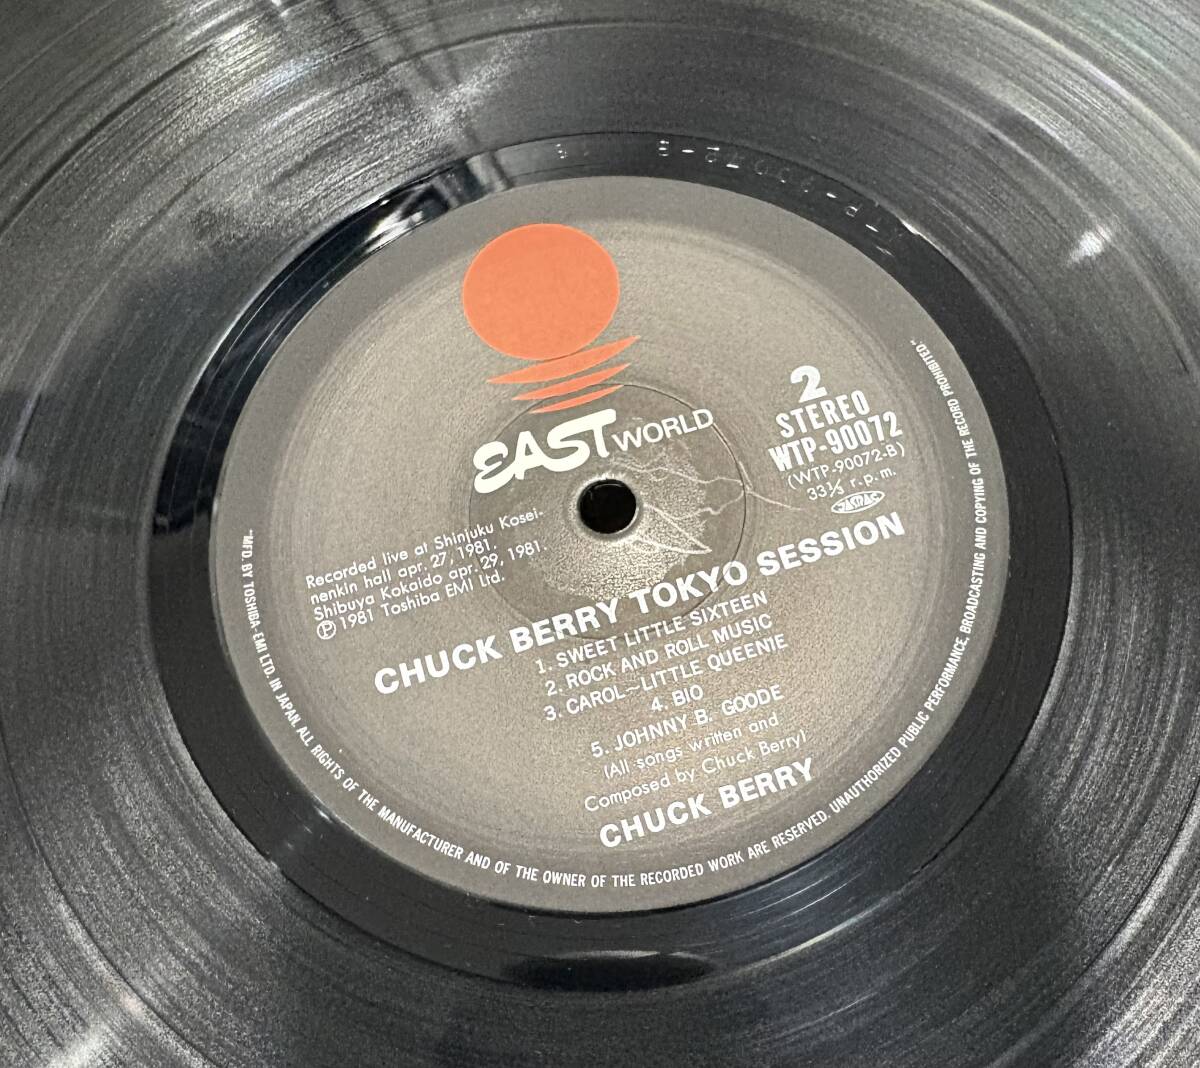 EAST WORLD
2
STEREO
WTP-90072
(WTP-90072-B)
33⅓ r.p.m.
JASRAC
Recorded live at Shinjuku Kosei-
nenkin hall apr. 27, 1981.
Shibuya Kokaido apr. 29, 1981.
Ⓟ 1981 Toshiba EMI Ltd.
CHUCK BERRY TOKYO SESSION
1. SWEET LITTLE SIXTEEN
2. ROCK AND ROLL MUSIC
3. CAROL~LITTLE QUEENIE
4. BIO
5. JOHNNY B. GOODE
(All songs written and
Composed by Chuck Berry)
CHUCK BERRY
"MFD. BY TOSHIBA-EMI LTD. IN JAPAN. ALL RIGHTS OF THE MANUFACTURER AND OF THE OWNER OF THE RECORDED WORK ARE RESERVED. UNAUTHORIZED PUBLIC PERFORMANCE, BROADCASTING AND COPYING OF THE RECORD PROHIBITED."